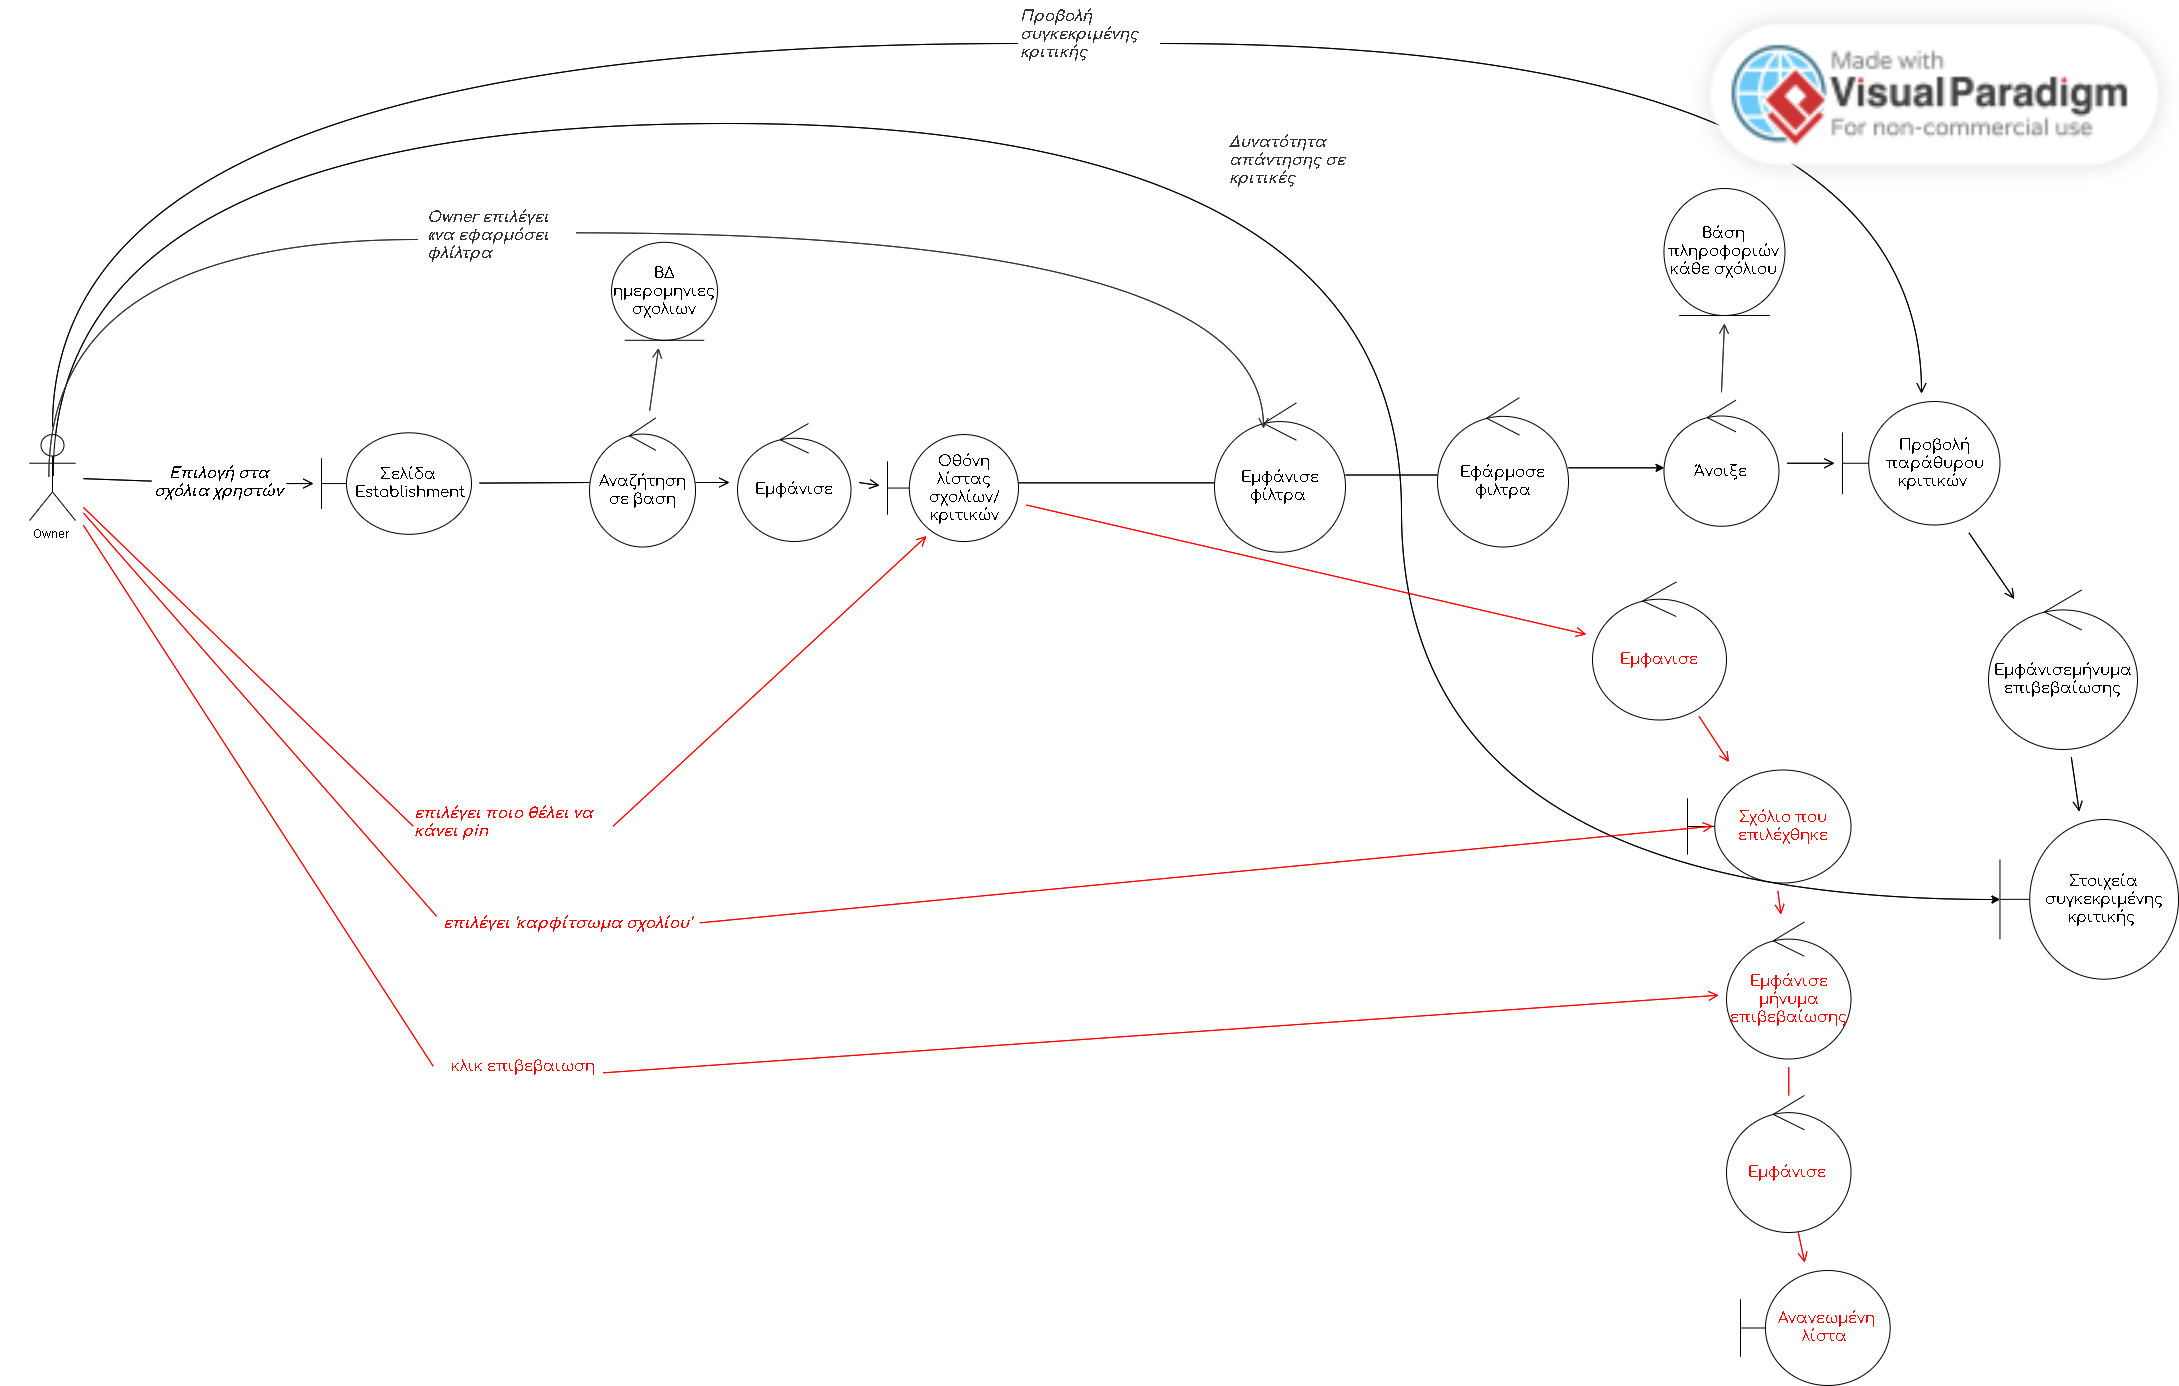 Προβολή
συγκεκριμένης
κριτικής
Made with
Visual Paradigm
For non-commercial use
Δυνατότητα
απάντησης σε
κριτικές
Owner επιλέγει
ανα εφαρμόσει
φλίλτρα
ΒΔ
ημερομηνιες
σχολιων
Βάση
πληροφοριών
κάθε σχόλιου
Owner
Επιλογή στα
σχόλια χρηστών
Σελίδα
Establishment
Αναζήτηση
σε βαση
Εμφάνισε
Οθόνη
λίστας
σχολίων/
κριτικών
Εμφάνισε
φίλτρα
Εφάρμοσε
φιλτρα
Άνοιξε
Προβολή
παράθυρου
κριτικών
Εμφανισε
Εμφάνισεμήνυμα
επιβεβαίωσης
επιλέγει ποιο θέλει να
κάνει pin
Σχόλιο που
επιλέχθηκε
επιλέγει 'καρφίτσωμα σχολίου'
Στοιχεία
συγκεκριμένης
κριτικής
Εμφάνισε
μήνυμα
επιβεβαίωσης
κλικ επιβεβαιωση
Εμφάνισε
Ανανεωμένη
λίστα